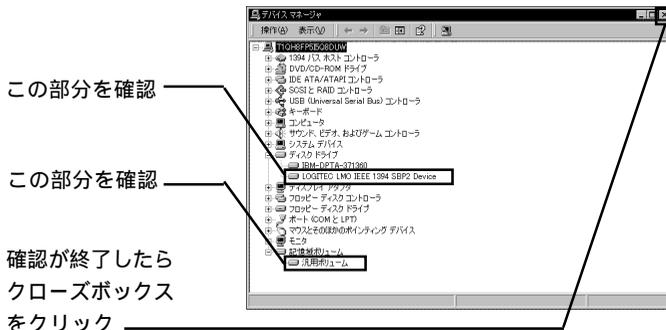 デバイス マネージャ
操作(A) 表示(V)
T1QH8FP5I5Q8DUW
1394 バス ホスト コントローラ
DVD/CD-ROM ドライブ
IDE ATA/ATAPI コントローラ
SCSI と RAID コントローラ
USB (Universal Serial Bus) コントローラ
キーボード
コンピュータ
サウンド、ビデオ、およびゲーム コントローラ
システム デバイス
ディスク ドライブ
IBM-DPTA-371360
LOGITEC LMO IEEE 1394 SBP2 Device
ディスプレイ アダプタ
フロッピー ディスク コントローラ
フロッピー ディスク ドライブ
ポート (COM と LPT)
マウスとそのほかのポインティング デバイス
モニタ
記憶域ボリューム
汎用ボリューム
この部分を確認
この部分を確認
確認が終了したら
クローズボックス
をクリック